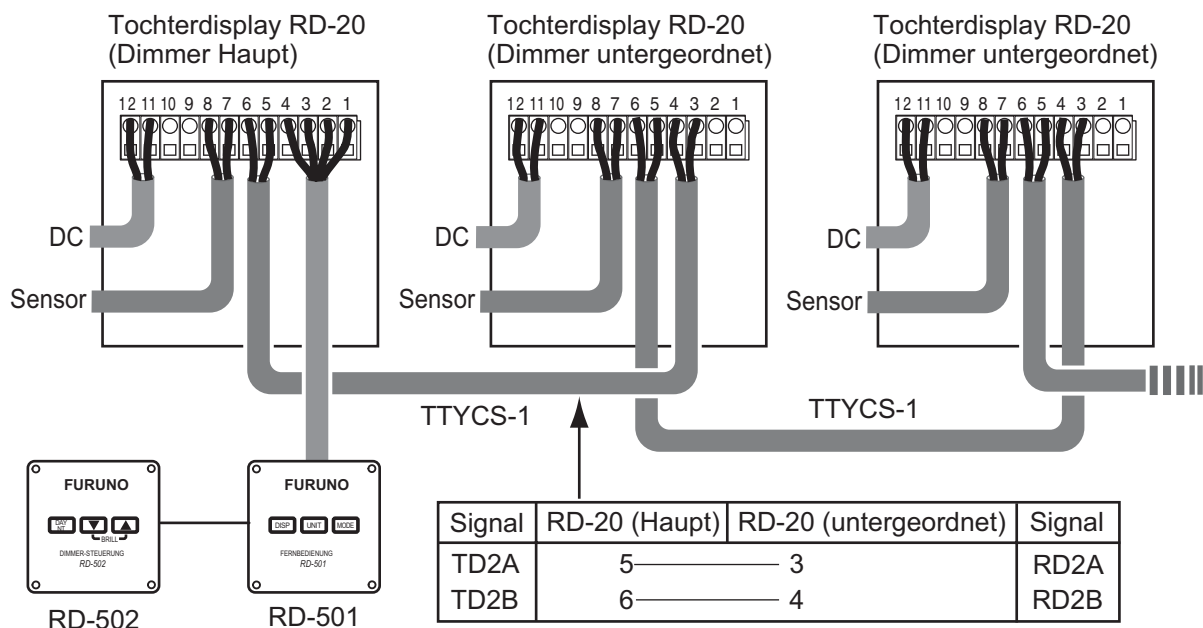 Tochterdisplay RD-20
(Dimmer Haupt)
Tochterdisplay RD-20
(Dimmer untergeordnet)
Tochterdisplay RD-20
(Dimmer untergeordnet)
12 11 10 9 8 7 6 5 4 3 2 1
12 11 10 9 8 7 6 5 4 3 2 1
12 11 10 9 8 7 6 5 4 3 2 1
DC
DC
DC
Sensor
Sensor
Sensor
TTYCS-1
TTYCS-1
FURUNO
DAY NT
BRILL
DIMMER-STEUERUNG
RD-502
RD-502
FURUNO
DISP UNIT MODE
FERNBEDIENUNG
RD-501
RD-501
Signal RD-20 (Haupt) RD-20 (untergeordnet) Signal
TD2A 5 3 RD2A
TD2B 6 4 RD2B